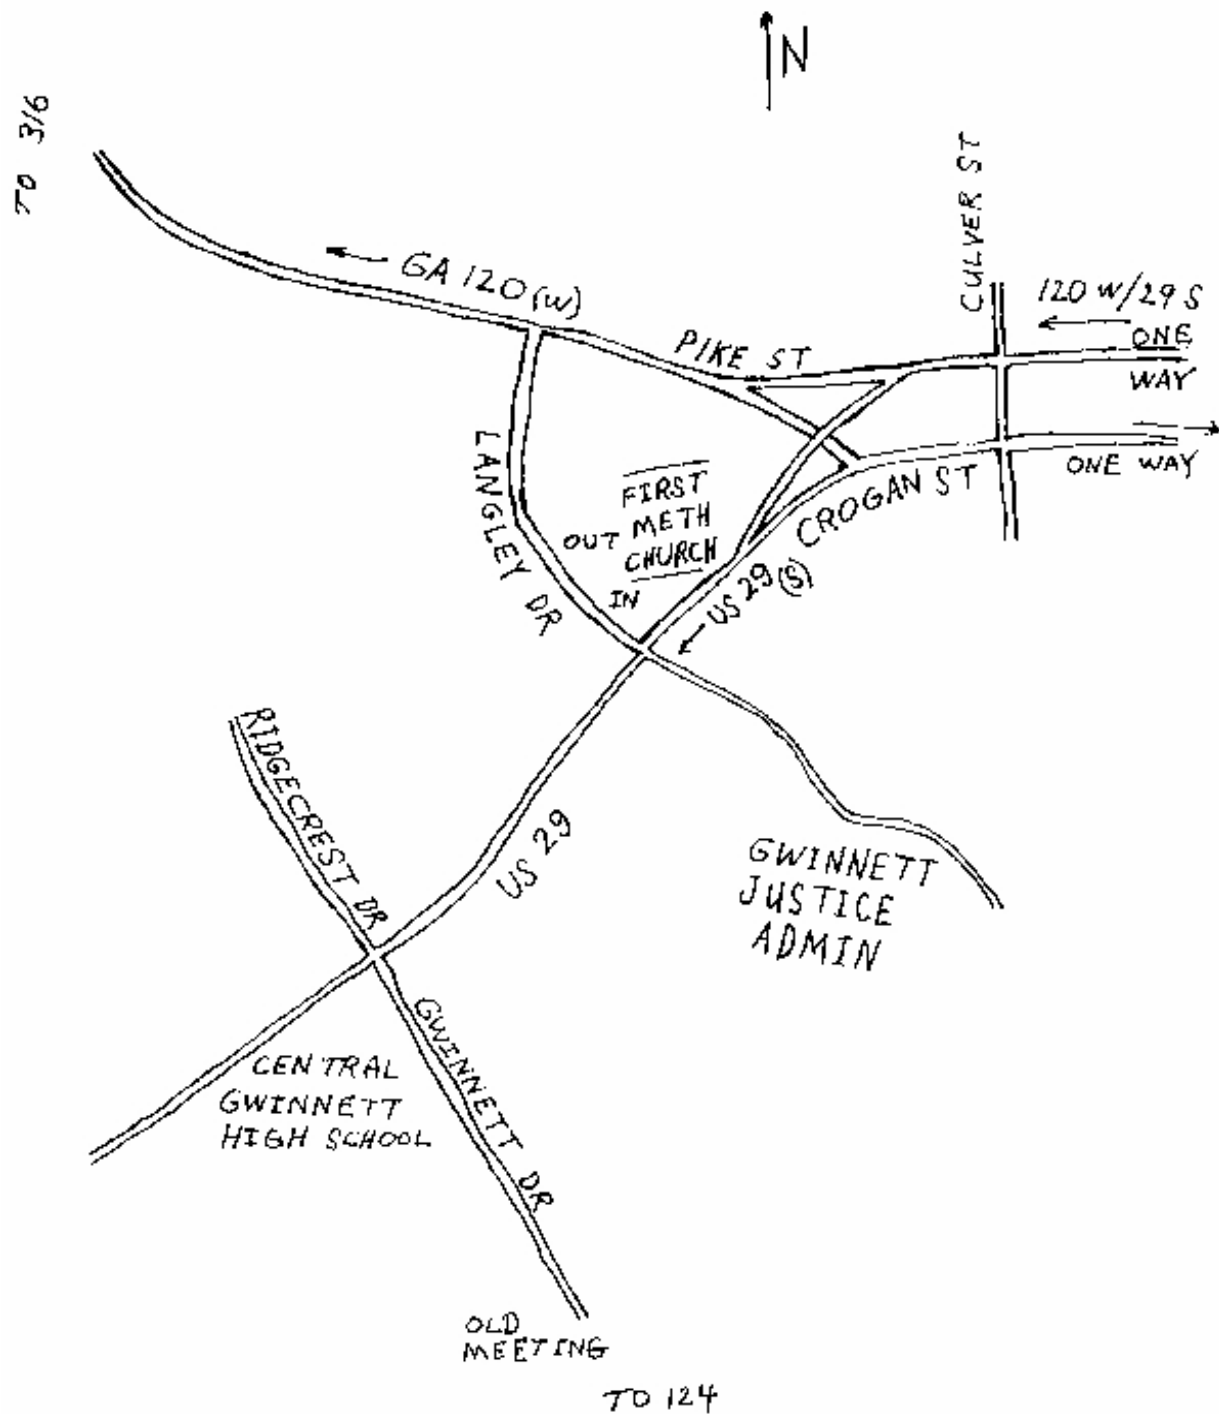 N
TO 316
CULVER ST
GA 120 (W)
120 W/29 S
ONE
WAY
PIKE ST
ONE WAY
CROGAN ST
LANGLEY DR
FIRST
OUT METH
CHURCH
IN
US 29 (S)
RIDGECREST DR
US 29
GWINNETT
JUSTICE
ADMIN
GWINNETT DR
CENTRAL
GWINNETT
HIGH SCHOOL
OLD
MEETING
TO 124